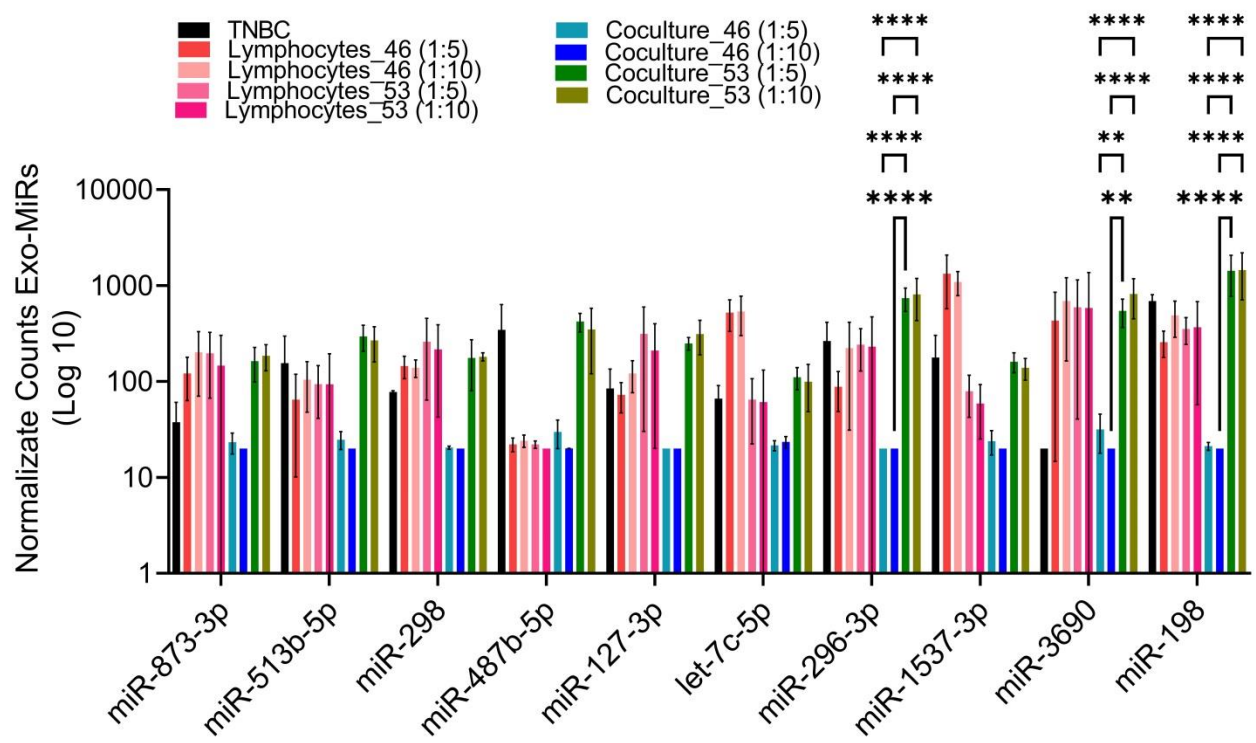 TNBC
Lymphocytes_46 (1:5)
Lymphocytes_46 (1:10)
Lymphocytes_53 (1:5)
Lymphocytes_53 (1:10)
Coculture_46 (1:5)
Coculture_46 (1:10)
Coculture_53 (1:5)
Coculture_53 (1:10)
**** **** ****
**** **** ****
**** ** ****
**** ** ****
Normalizate Counts Exo-MiRs
(Log 10)
10000
1000
100
10
1
miR-873-3p
miR-513b-5p
miR-298
miR-487b-5p
miR-127-3p
let-7c-5p
miR-296-3p
miR-1537-3p
miR-3690
miR-198